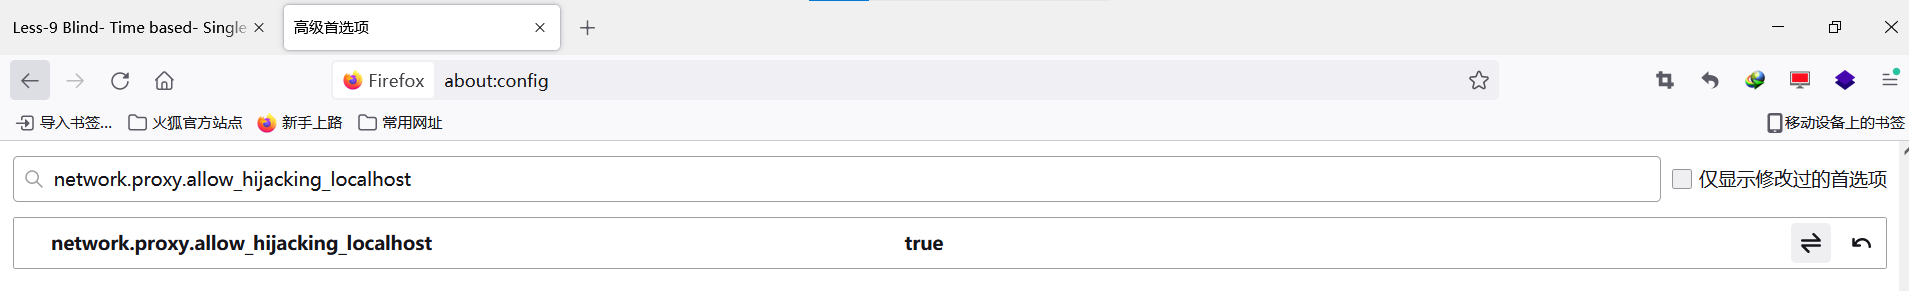 Less-9 Blind- Time based- Single
高级首选项
Firefox
about:config
导入书签...
火狐官方站点
新手上路
常用网址
移动设备上的书签
network.proxy.allow_hijacking_localhost
仅显示修改过的首选项
network.proxy.allow_hijacking_localhost true